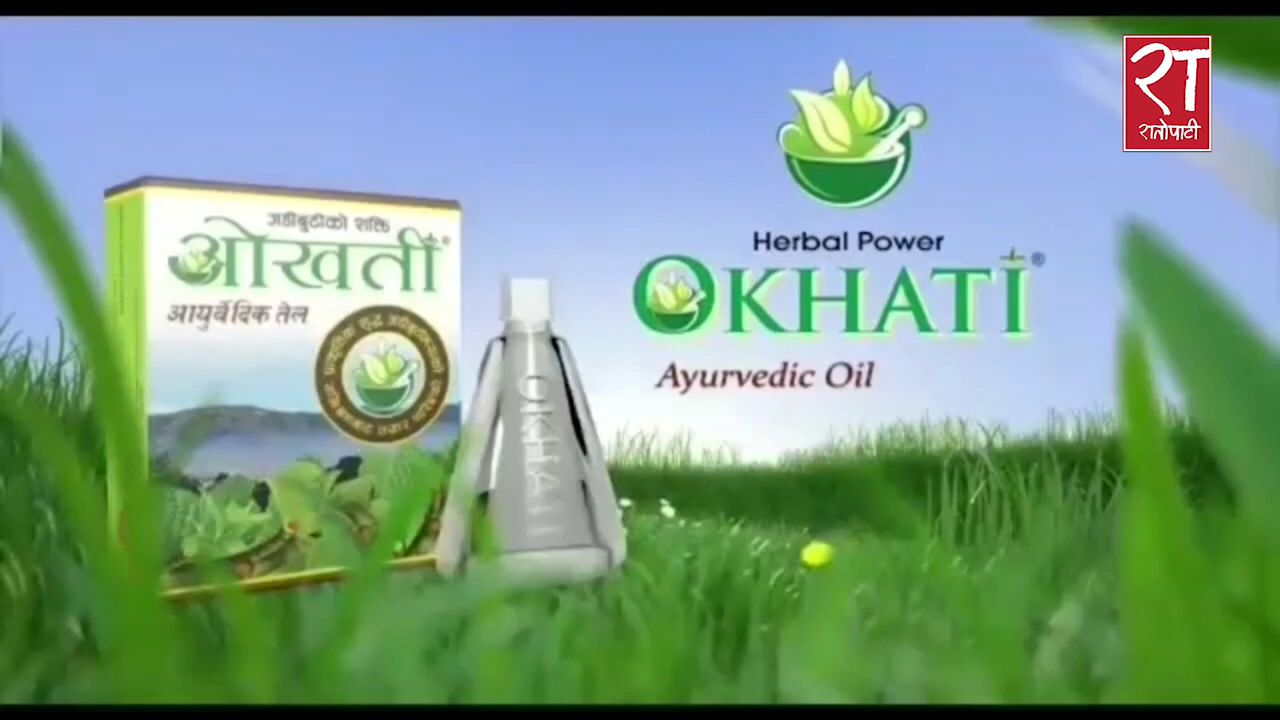 जडीबुटीको शक्ति
ओखती®
आयुर्बेदिक तेल
OKHATI
Herbal Power
OKHATI®
Ayurvedic Oil
रा
रातोपाटी